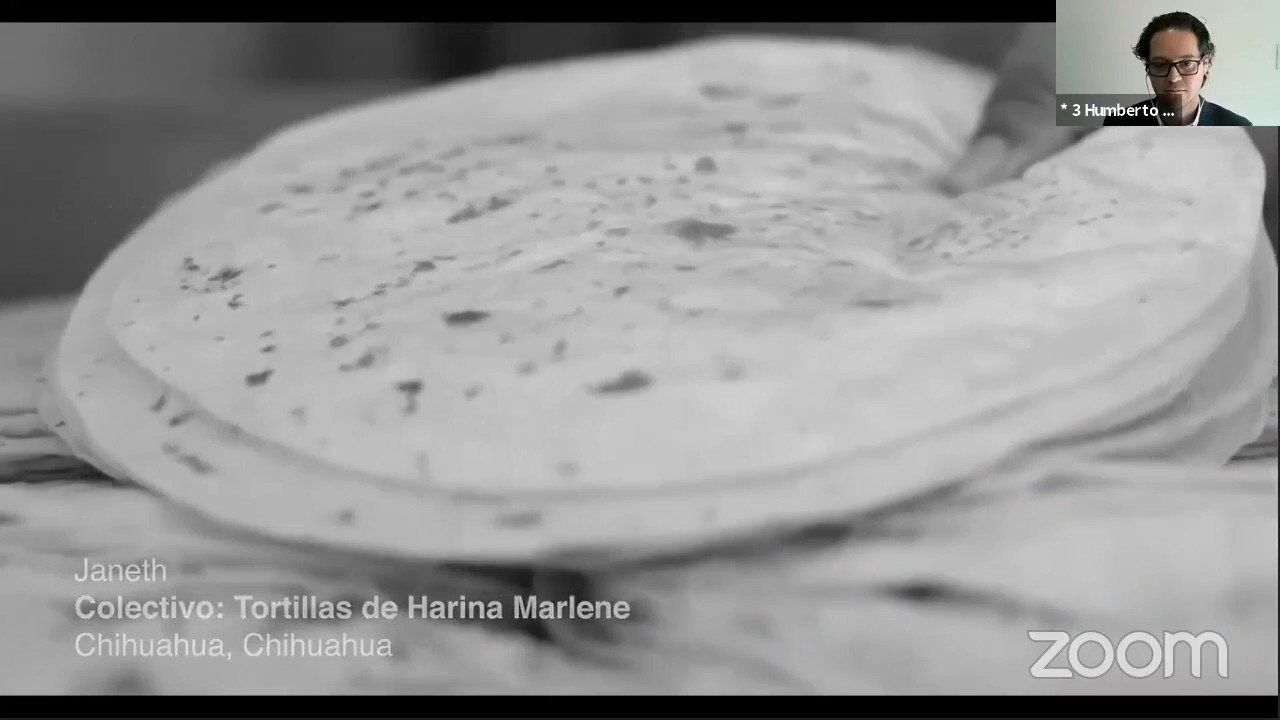 * 3 Humberto ...
Janeth
Colectivo: Tortillas de Harina Marlene
Chihuahua, Chihuahua
zoom